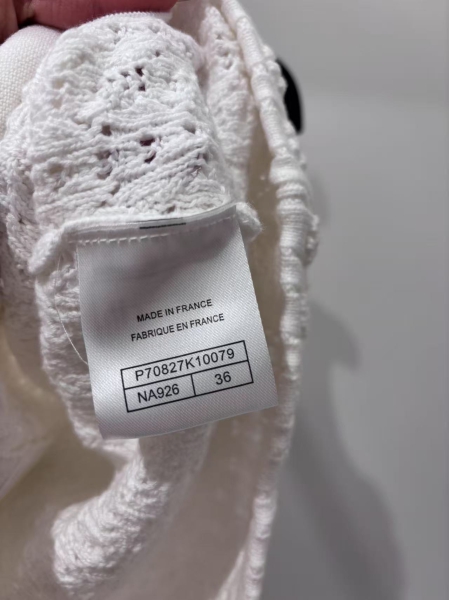 MADE IN FRANCE
FABRIQUE EN FRANCE
P70827K10079
NA926 36